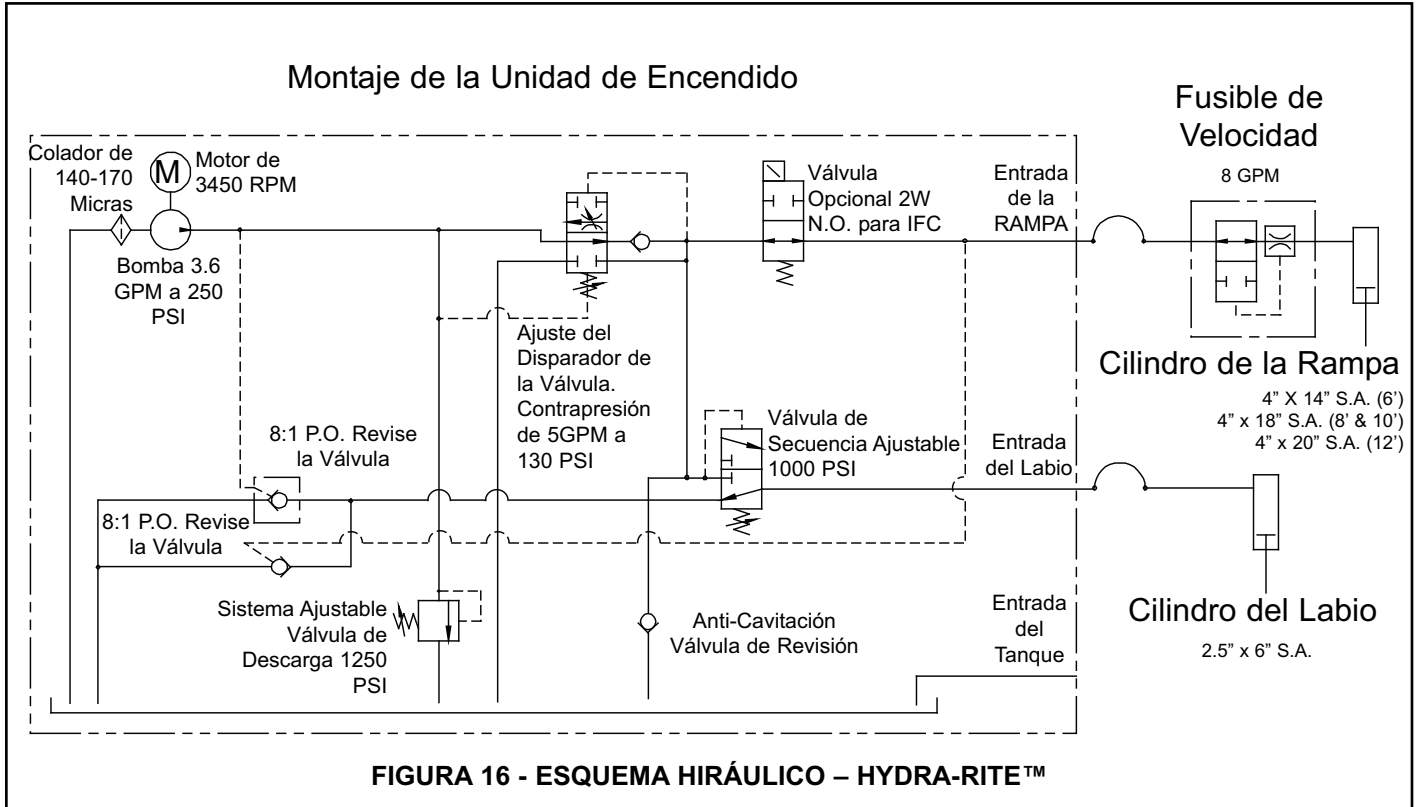 Montaje de la Unidad de Encendido
Fusible de
Velocidad
8 GPM
Colador de
140-170
Micras
M
Motor de
3450 RPM
Bomba 3.6
GPM a 250
PSI
Válvula
Opcional 2W
N.O. para IFC
Entrada
de la
RAMPA
Ajuste del
Disparador de
la Válvula.
Contrapresión
de 5GPM a
130 PSI
Cilindro de la Rampa
4” X 14” S.A. (6’)
4” x 18” S.A. (8’ & 10’)
4” x 20” S.A. (12’)
8:1 P.O. Revise
la Válvula
Válvula de
Secuencia Ajustable
1000 PSI
Entrada
del Labio
8:1 P.O. Revise
la Válvula
Sistema Ajustable
Válvula de
Descarga 1250
PSI
Anti-Cavitación
Válvula de Revisión
Entrada
del
Tanque
Cilindro del Labio
2.5” x 6” S.A.
FIGURA 16 - ESQUEMA HIRÁULICO – HYDRA-RITE™